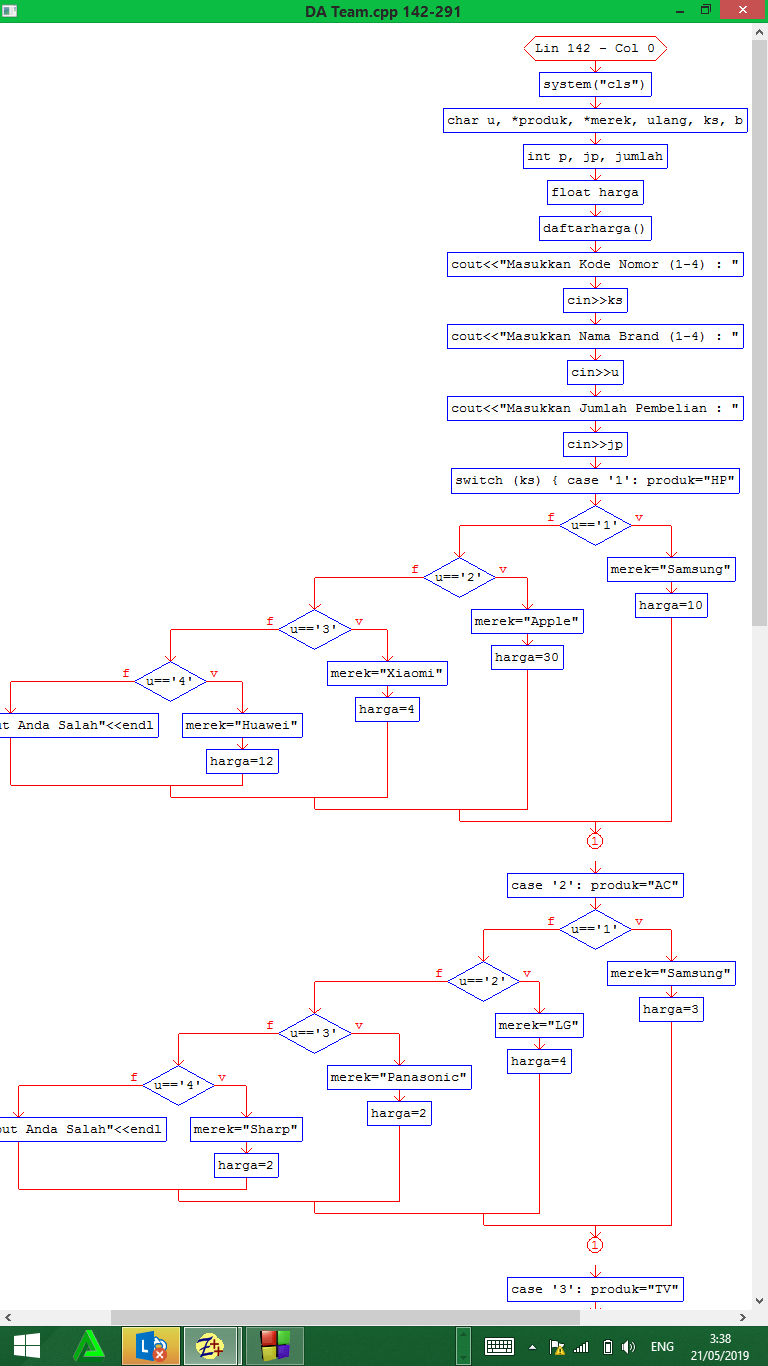 DA Team.cpp 142-291
Lin 142 - Col 0
system("cls")
char u, *produk, *merek, ulang, ks, b
int p, jp, jumlah
float harga
daftarharga()
cout<<"Masukkan Kode Nomor (1-4) : "
cin>>ks
cout<<"Masukkan Nama Brand (1-4) : "
cin>>u
cout<<"Masukkan Jumlah Pembelian : "
cin>>jp
switch (ks) { case '1': produk="HP"
f u=='1' v
f u=='2' v merek="Samsung"
harga=10
f u=='3' v merek="Apple"
harga=30
f u=='4' v merek="Xiaomi"
harga=4
ut Anda Salah"<<endl merek="Huawei"
harga=12
1
case '2': produk="AC"
f u=='1' v
f u=='2' v merek="Samsung"
harga=3
f u=='3' v merek="LG"
harga=4
f u=='4' v merek="Panasonic"
harga=2
out Anda Salah"<<endl merek="Sharp"
harga=2
1
case '3': produk="TV"
ENG
3:38
21/05/2019